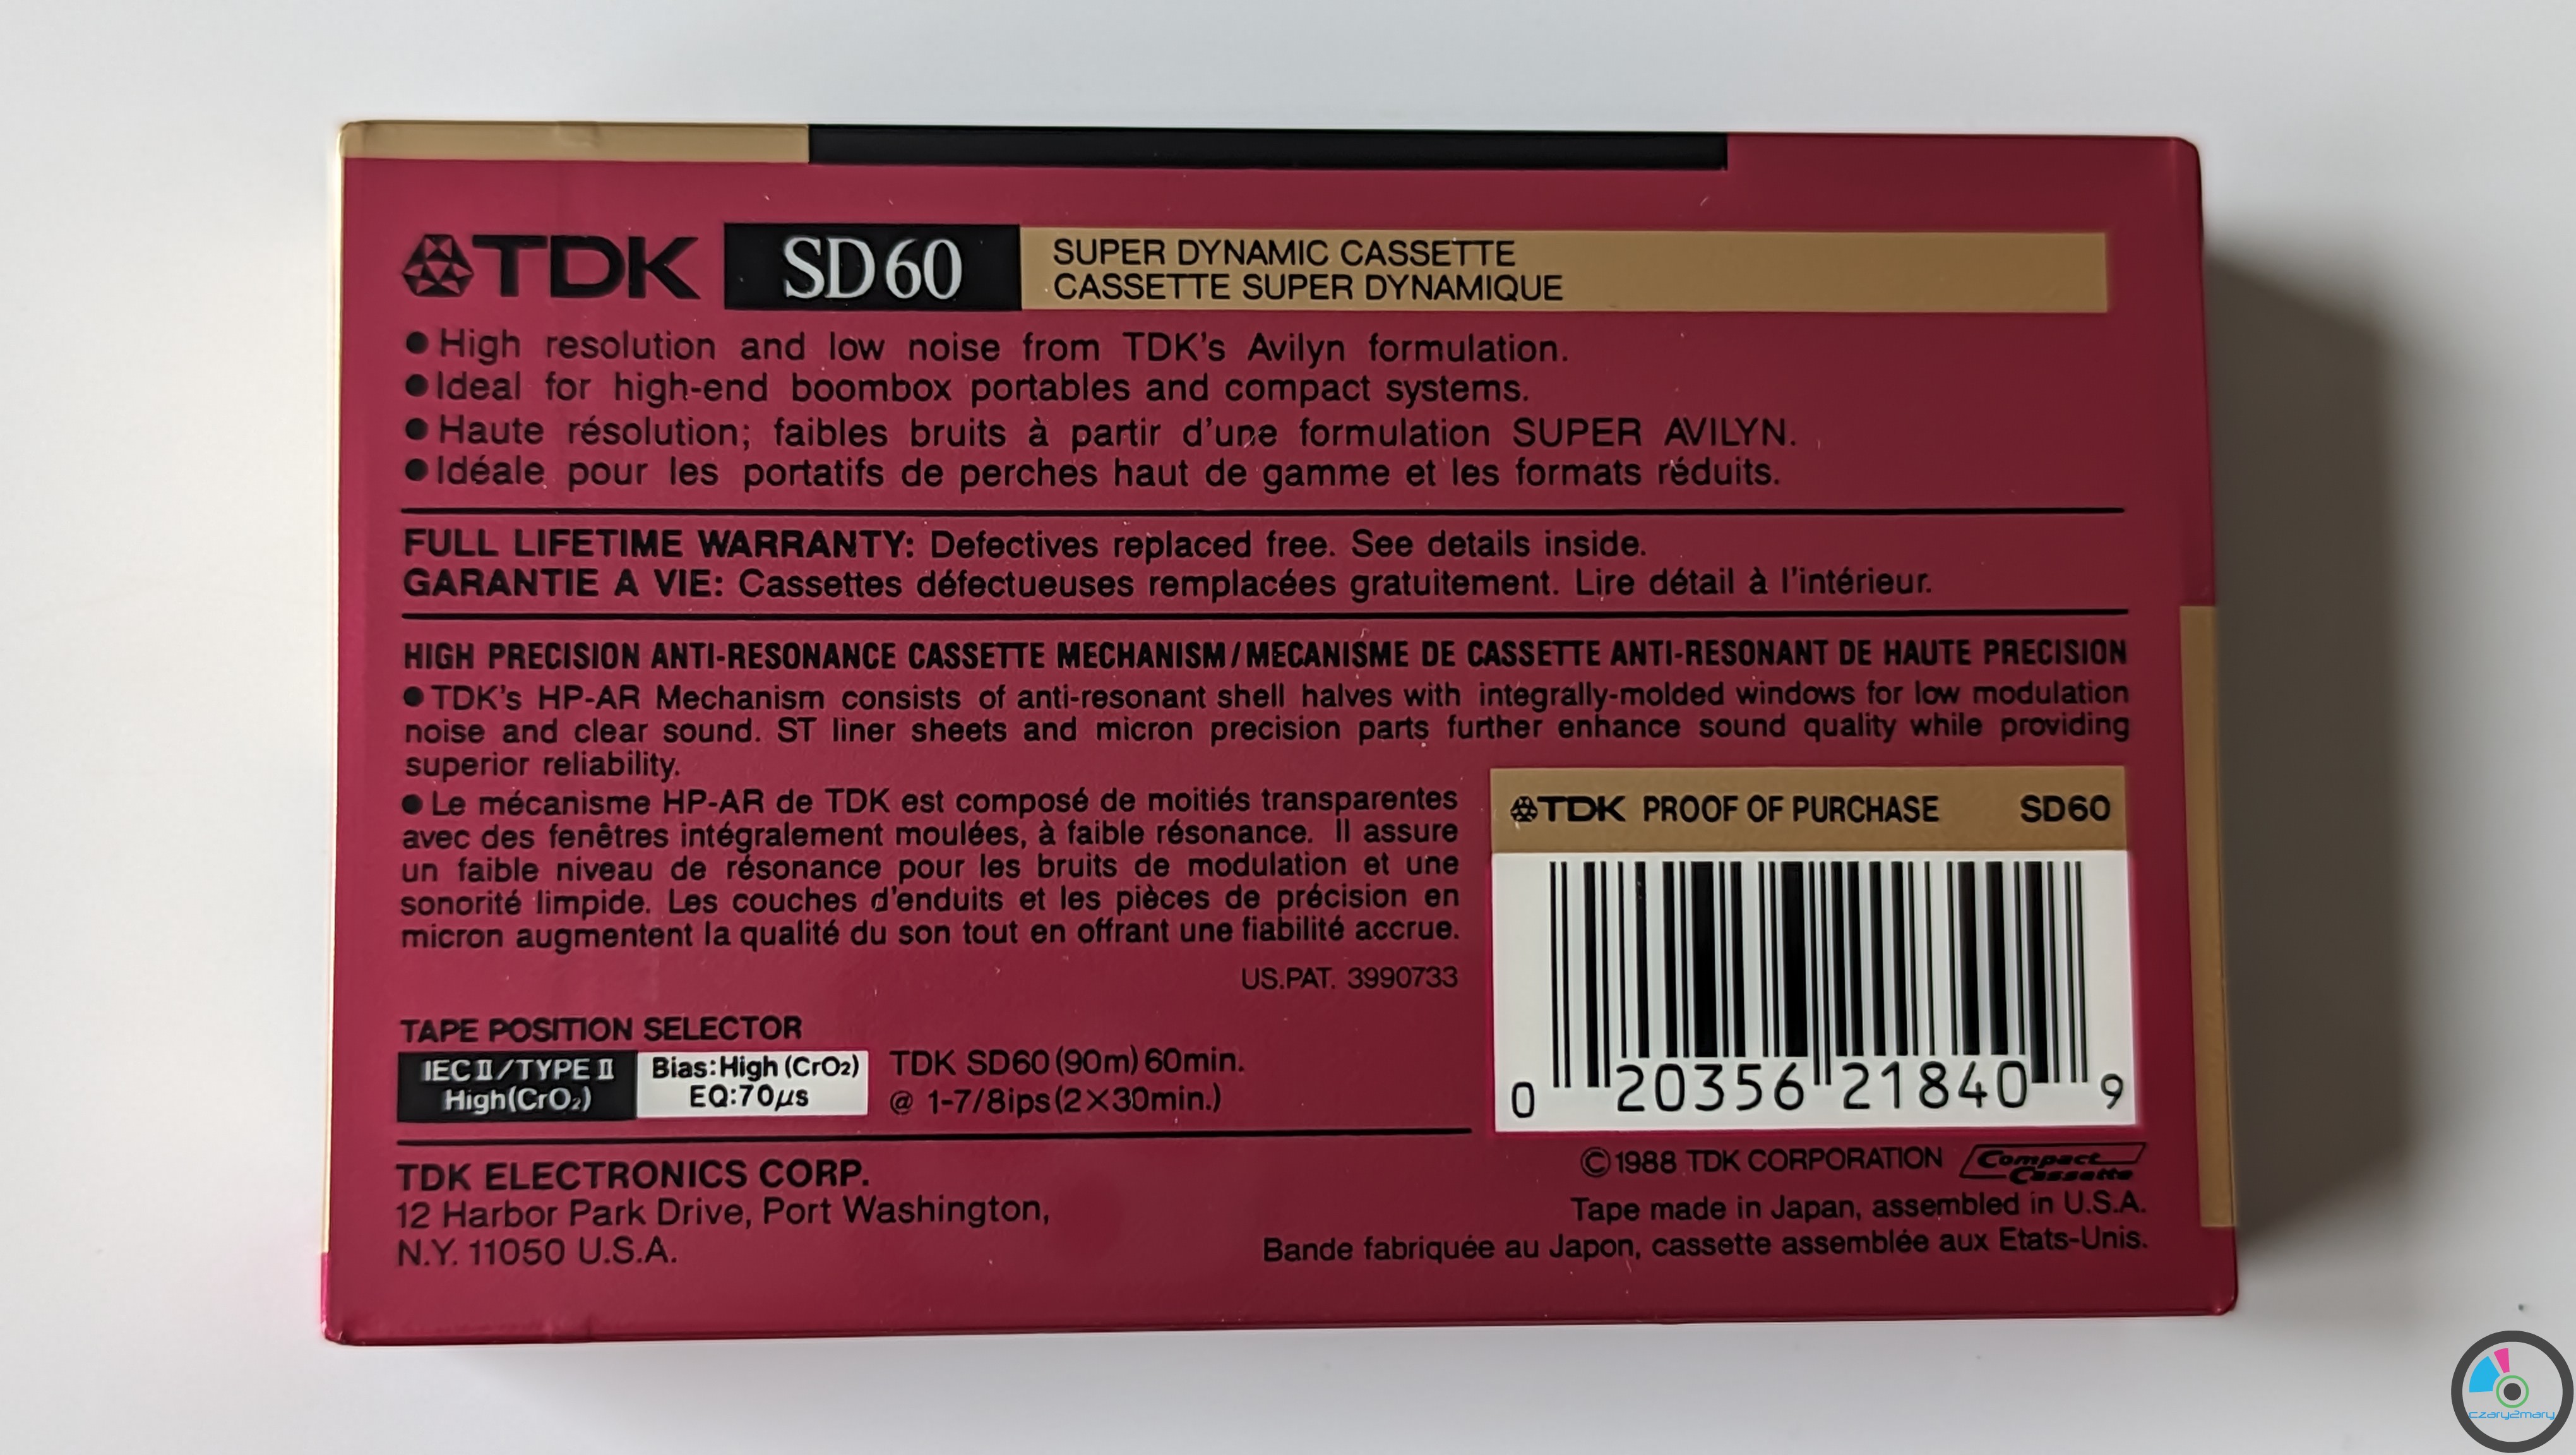 TDK SD60 SUPER DYNAMIC CASSETTE
CASSETTE SUPER DYNAMIQUE
● High resolution and low noise from TDK's Avilyn formulation.
● Ideal for high-end boombox portables and compact systems.
● Haute résolution; faibles bruits à partir d'une formulation SUPER AVILYN.
● Idéale pour les portatifs de perches haut de gamme et les formats réduits.
FULL LIFETIME WARRANTY: Defectives replaced free. See details inside.
GARANTIE A VIE: Cassettes défectueuses remplacées gratuitement. Lire détail à l'intérieur.
HIGH PRECISION ANTI-RESONANCE CASSETTE MECHANISM/MECANISME DE CASSETTE ANTI-RESONANT DE HAUTE PRECISION
● TDK's HP-AR Mechanism consists of anti-resonant shell halves with integrally-molded windows for low modulation
noise and clear sound. ST liner sheets and micron precision parts further enhance sound quality while providing
superior reliability.
● Le mécanisme HP-AR de TDK est composé de moitiés transparentes
avec des fenêtres intégralement moulées, à faible résonance. Il assure
un faible niveau de résonance pour les bruits de modulation et une
sonorité limpide. Les couches d'enduits et les pièces de précision en
micron augmentent la qualité du son tout en offrant une fiabilité accrue.
US.PAT. 3990733
TAPE POSITION SELECTOR
IEC II/TYPE II
High(CrO₂)
Bias:High (CrO₂)
EQ:70μs
TDK SD60 (90m) 60min.
@ 1-7/8ips(2×30min.)
TDK PROOF OF PURCHASE SD60
0 20356 21840 9
TDK ELECTRONICS CORP.
12 Harbor Park Drive, Port Washington,
N.Y. 11050 U.S.A.
©1988 TDK CORPORATION Compact Cassette
Tape made in Japan, assembled in U.S.A.
Bande fabriquée au Japon, cassette assemblée aux Etats-Unis.
czary2mary